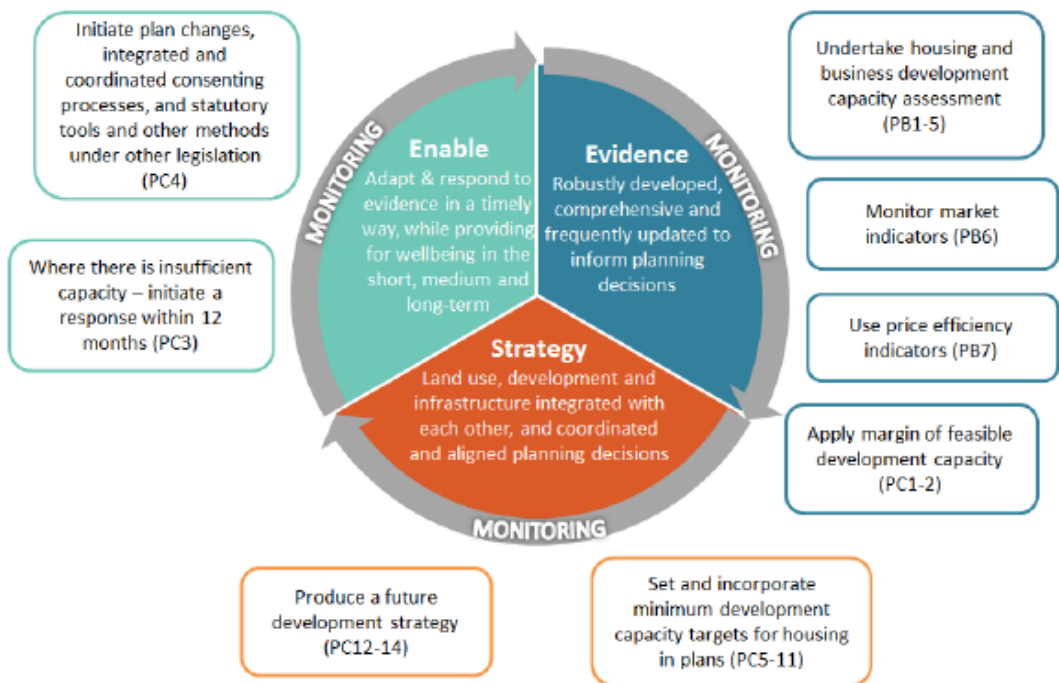 Initiate plan changes,
integrated and
coordinated consenting
processes, and statutory
tools and other methods
under other legislation
(PC4)
Where there is insufficient
capacity – initiate a
response within 12
months (PC3)
MONITORING
Enable
Adapt & respond to
evidence in a timely
way, while providing
for wellbeing in the
short, medium and
long-term
Evidence
Robustly developed,
comprehensive and
frequently updated to
inform planning
decisions
MONITORING
Strategy
Land use, development and
infrastructure integrated with
each other, and coordinated
and aligned planning decisions
MONITORING
Undertake housing and
business development
capacity assessment
(PB1-5)
Monitor market
indicators (PB6)
Use price efficiency
indicators (PB7)
Apply margin of feasible
development capacity
(PC1-2)
Produce a future
development strategy
(PC12-14)
Set and incorporate
minimum development
capacity targets for housing
in plans (PC5-11)